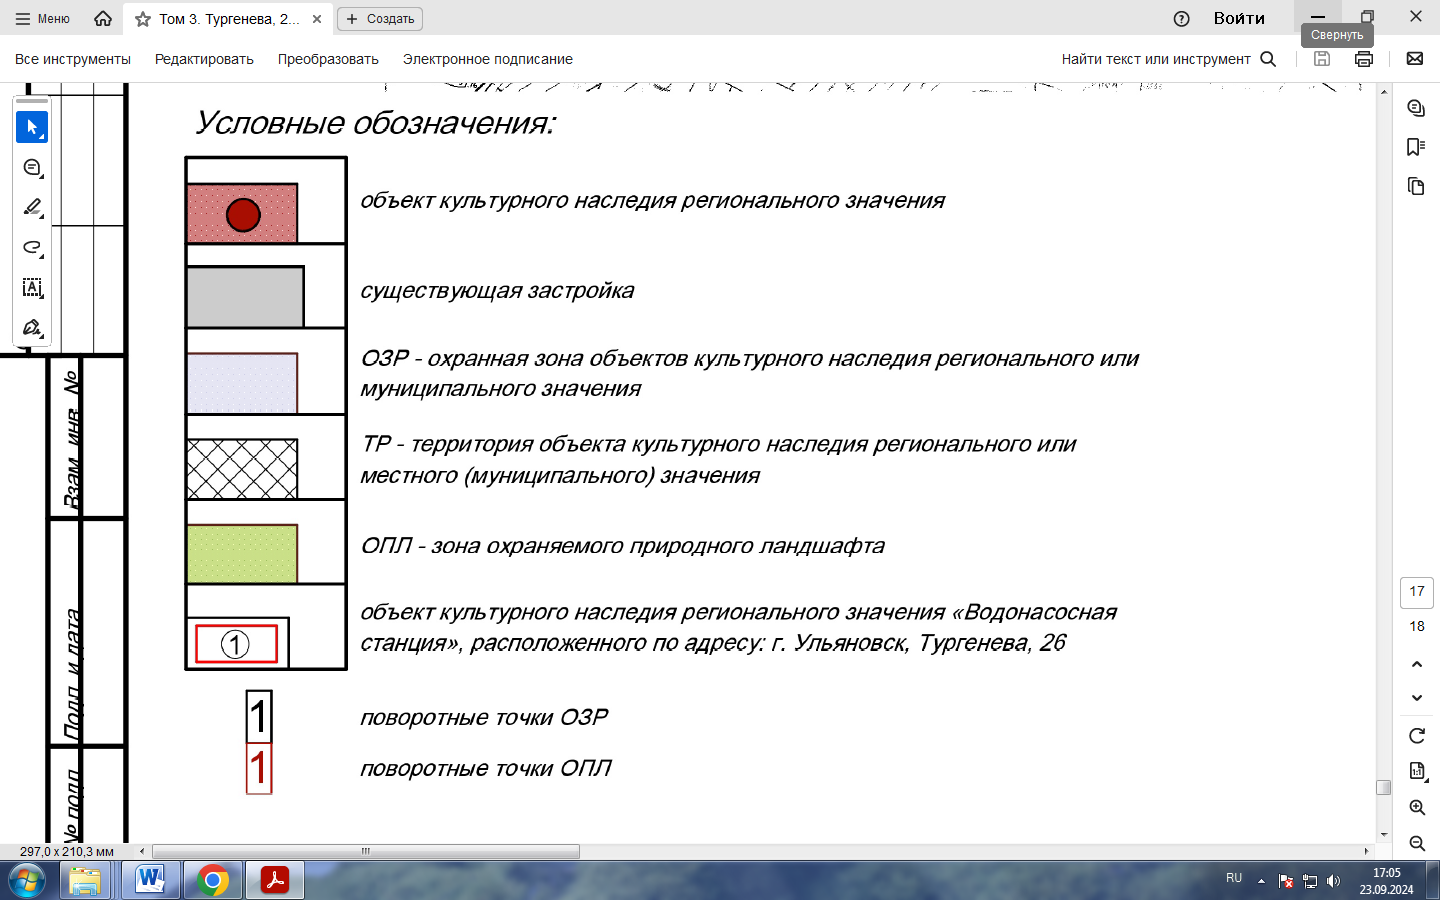 Меню
Том 3. Тургенева, 2...
Создать
Войти
Свернуть
Все инструменты
Редактировать
Преобразовать
Электронное подписание
Найти текст или инструмент
Условные обозначения:
объект культурного наследия регионального значения
существующая застройка
ОЗР - охранная зона объектов культурного наследия регионального или
муниципального значения
ТР - территория объекта культурного наследия регионального или
местного (муниципального) значения
ОПЛ - зона охраняемого природного ландшафта
1
объект культурного наследия регионального значения «Водонасосная
станция», расположенного по адресу: г. Ульяновск, Тургенева, 26
1
поворотные точки ОЗР
1
поворотные точки ОПЛ
Взам. инв. №
Подп. и дата
№ подл.
17
18
1:1
297,0 x 210,3 мм
RU
17:05
23.09.2024